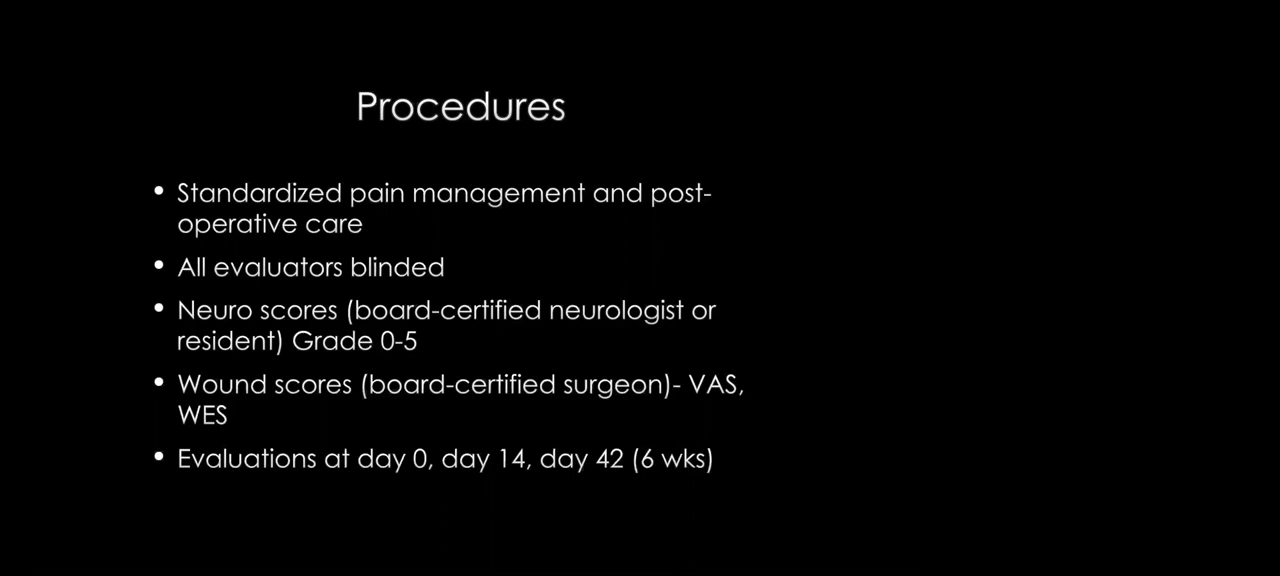 Procedures
• Standardized pain management and post-
operative care
• All evaluators blinded
• Neuro scores (board-certified neurologist or
resident) Grade 0-5
• Wound scores (board-certified surgeon)- VAS,
WES
• Evaluations at day 0, day 14, day 42 (6 wks)